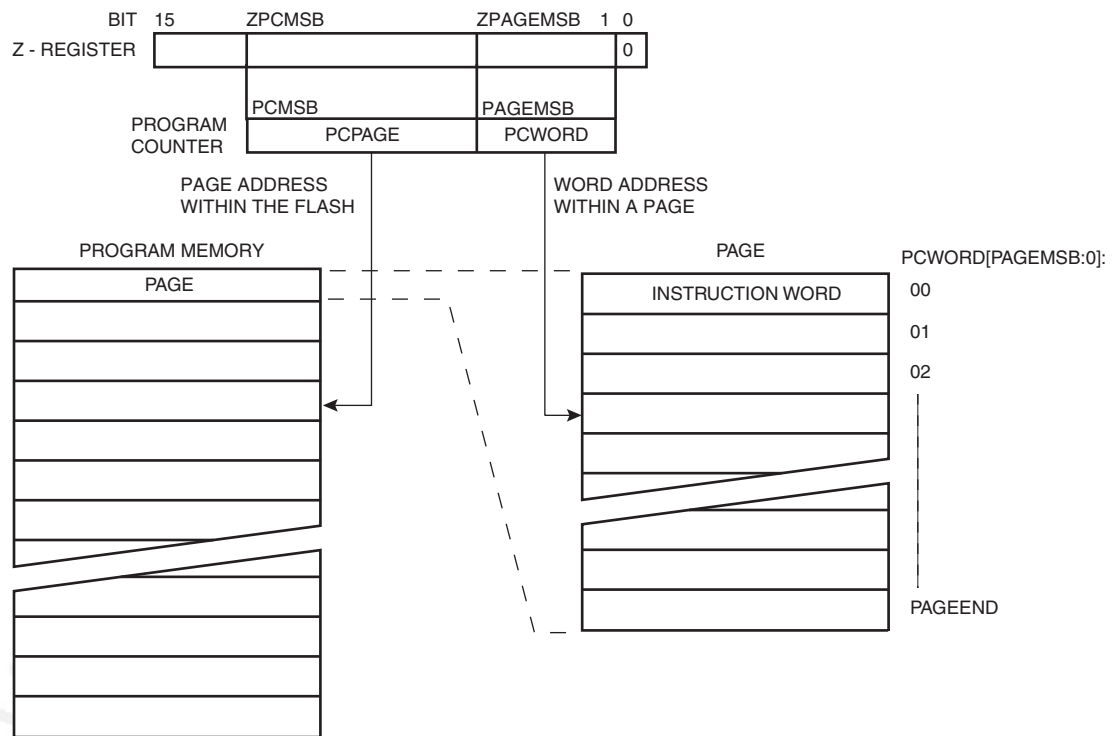 BIT 15 ZPCMSB ZPAGEMSB 1 0
Z - REGISTER 0
PCMSB PAGEMSB
PROGRAM
COUNTER
PCPAGE PCWORD
PAGE ADDRESS
WITHIN THE FLASH
WORD ADDRESS
WITHIN A PAGE
PROGRAM MEMORY
PAGE
PAGE
INSTRUCTION WORD
PCWORD[PAGEMSB:0]:
00
01
02
PAGEEND